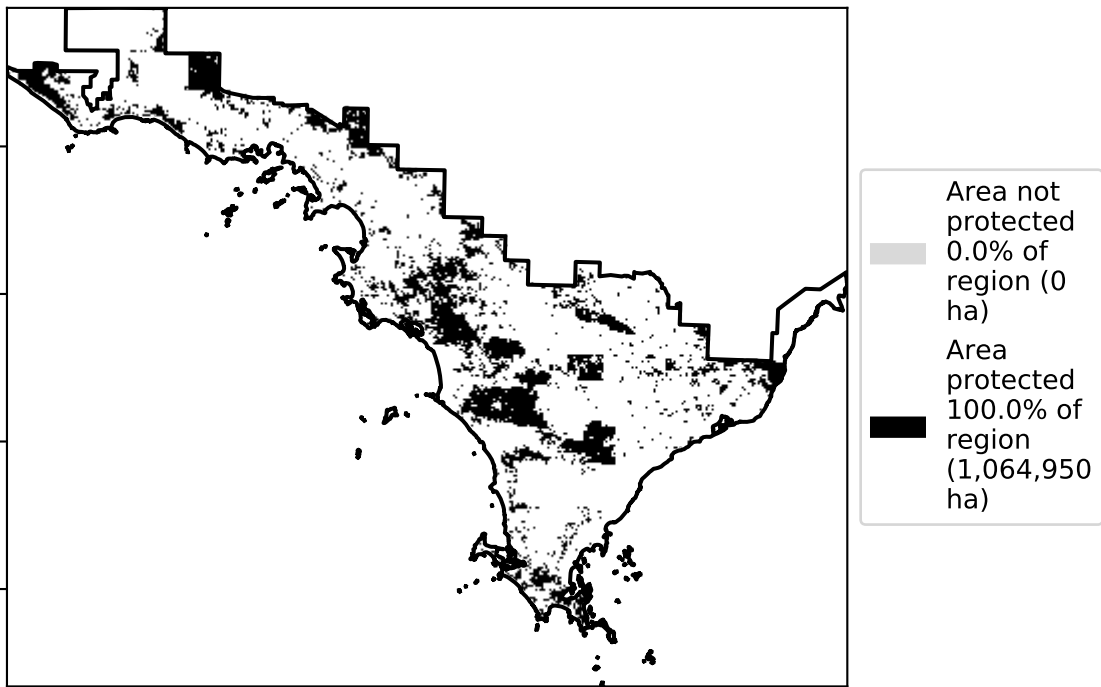 Area not
protected
0.0% of
region (0
ha)
Area
protected
100.0% of
region
(1,064,950
ha)